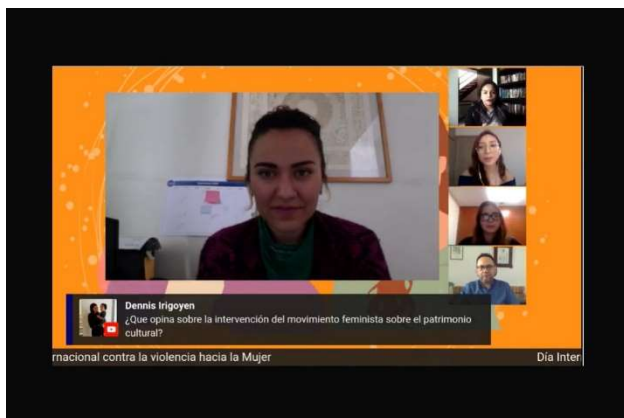 Dennis Irigoyen
¿Que opina sobre la intervención del movimiento feminista sobre el patrimonio
cultural?
rnacional contra la violencia hacia la Mujer
Día Inter